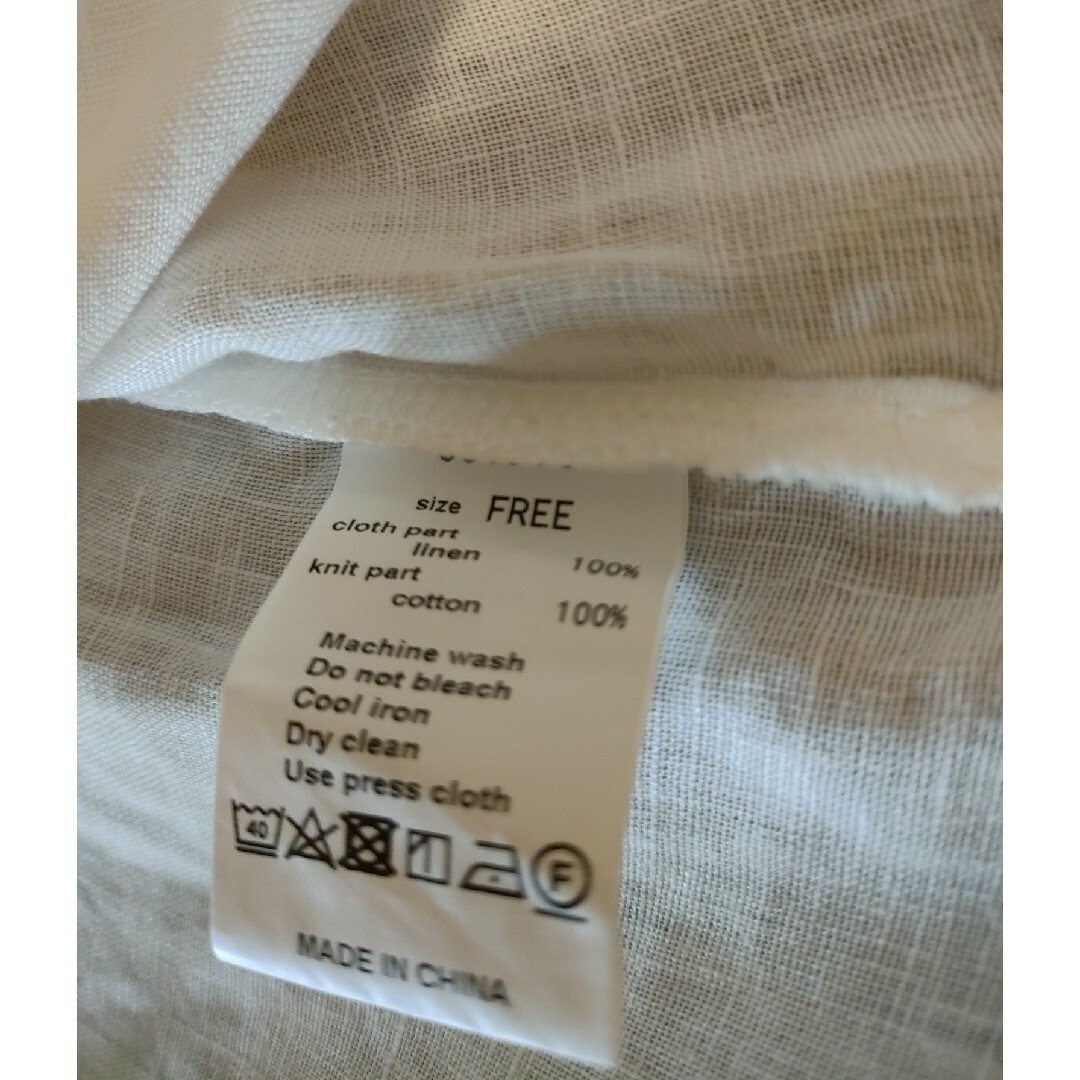 size FREE
cloth part
linen 100%
knit part
cotton 100%
Machine wash
Do not bleach
Cool iron
Dry clean
Use press cloth
40
F
MADE IN CHINA